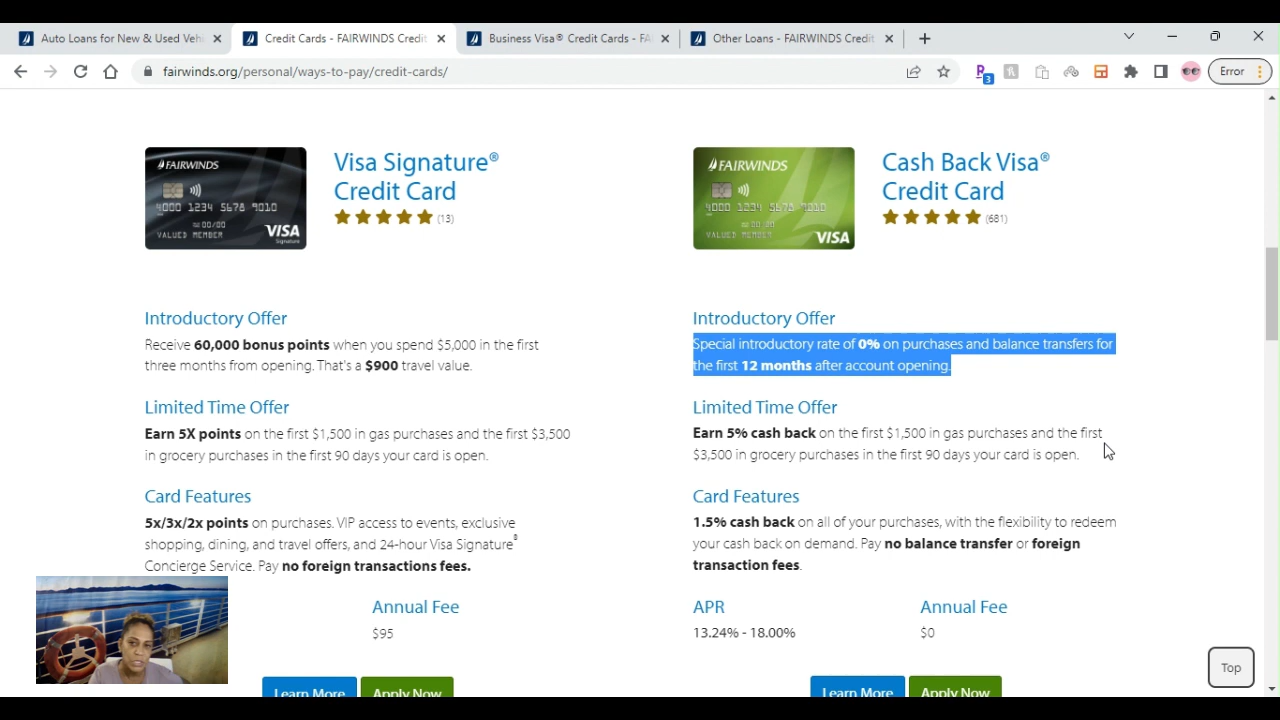 Auto Loans for New & Used Veh
Credit Cards - FAIRWINDS Credit
Business Visa® Credit Cards - FA
Other Loans - FAIRWINDS Credit
fairwinds.org/personal/ways-to-pay/credit-cards/
3
Error
FAIRWINDS
4000 1234 5678 9010
00/00
VALUED MEMBER
VISA
Signature
Visa Signature®
Credit Card
(13)
FAIRWINDS
4000 1234 5678 9010
00/00
VALUED MEMBER
VISA
Cash Back Visa®
Credit Card
(681)
Introductory Offer
Receive 60,000 bonus points when you spend $5,000 in the first
three months from opening. That's a $900 travel value.
Limited Time Offer
Earn 5X points on the first $1,500 in gas purchases and the first $3,500
in grocery purchases in the first 90 days your card is open.
Card Features
5x/3x/2x points on purchases. VIP access to events, exclusive
shopping, dining, and travel offers, and 24-hour Visa Signature®
Concierge Service. Pay no foreign transactions fees.
Annual Fee
$95
Learn More
Apply Now
Introductory Offer
Special introductory rate of 0% on purchases and balance transfers for
the first 12 months after account opening.
Limited Time Offer
Earn 5% cash back on the first $1,500 in gas purchases and the first
$3,500 in grocery purchases in the first 90 days your card is open.
Card Features
1.5% cash back on all of your purchases, with the flexibility to redeem
your cash back on demand. Pay no balance transfer or foreign
transaction fees.
APR
13.24% - 18.00%
Annual Fee
$0
Learn More
Apply Now
Top